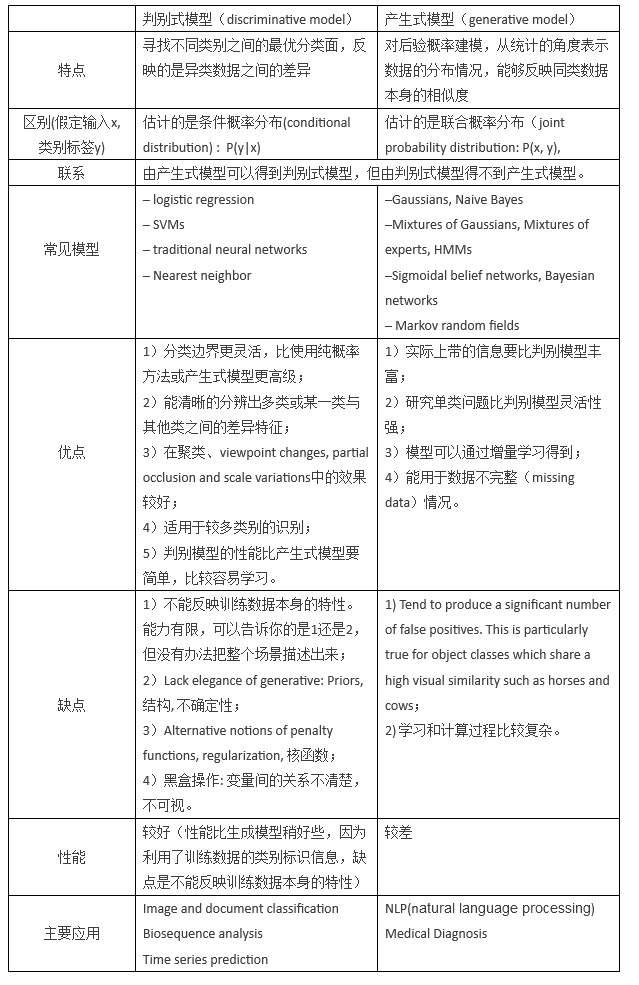 判别式模型（discriminative model）
产生式模型（generative model）
特点
寻找不同类别之间的最优分类面，反
映的是异类数据之间的差异
对后验概率建模，从统计的角度表示
数据的分布情况，能够反映同类数据
本身的相似度
区别(假定输入x,
类别标签y)
估计的是条件概率分布(conditional
distribution)： P(y|x)
估计的是联合概率分布（joint
probability distribution: P(x, y),
联系
由产生式模型可以得到判别式模型，但由判别式模型得不到产生式模型。
常见模型
– logistic regression
– SVMs
– traditional neural networks
– Nearest neighbor
–Gaussians, Naive Bayes
–Mixtures of Gaussians, Mixtures of
experts, HMMs
–Sigmoidal belief networks, Bayesian
networks
– Markov random fields
优点
1）分类边界更灵活，比使用纯概率
方法或产生式模型更高级；
2）能清晰的分辨出多类或某一类与
其他类之间的差异特征；
3）在聚类、viewpoint changes, partial
occlusion and scale variations中的效果
较好；
4）适用于较多类别的识别；
5）判别模型的性能比产生式模型要
简单，比较容易学习。
1）实际上带的信息要比判别模型丰
富；
2）研究单类问题比判别模型灵活性
强；
3）模型可以通过增量学习得到；
4）能用于数据不完整（missing
data）情况。
缺点
1）不能反映训练数据本身的特性。
能力有限，可以告诉你的是1还是2，
但没有办法把整个场景描述出来；
2）Lack elegance of generative: Priors,
结构, 不确定性；
3）Alternative notions of penalty
functions, regularization, 核函数；
4）黑盒操作: 变量间的关系不清楚，
不可视。
1) Tend to produce a significant number
of false positives. This is particularly
true for object classes which share a
high visual similarity such as horses and
cows；
2) 学习和计算过程比较复杂。
性能
较好（性能比生成模型稍好些，因为
利用了训练数据的类别标识信息，缺
点是不能反映训练数据本身的特性）
较差
主要应用
Image and document classification
Biosequence analysis
Time series prediction
NLP(natural language processing)
Medical Diagnosis